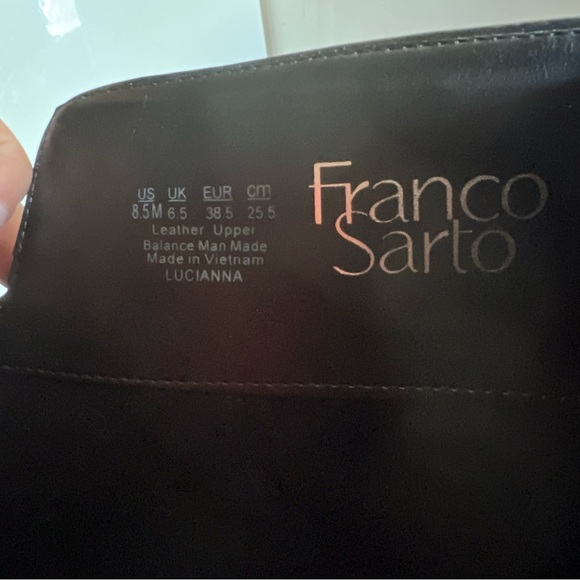 US UK EUR cm
8.5M 6.5 38.5 25.5
Leather Upper
Balance Man Made
Made in Vietnam
LUCIANNA
Franco
Sarto